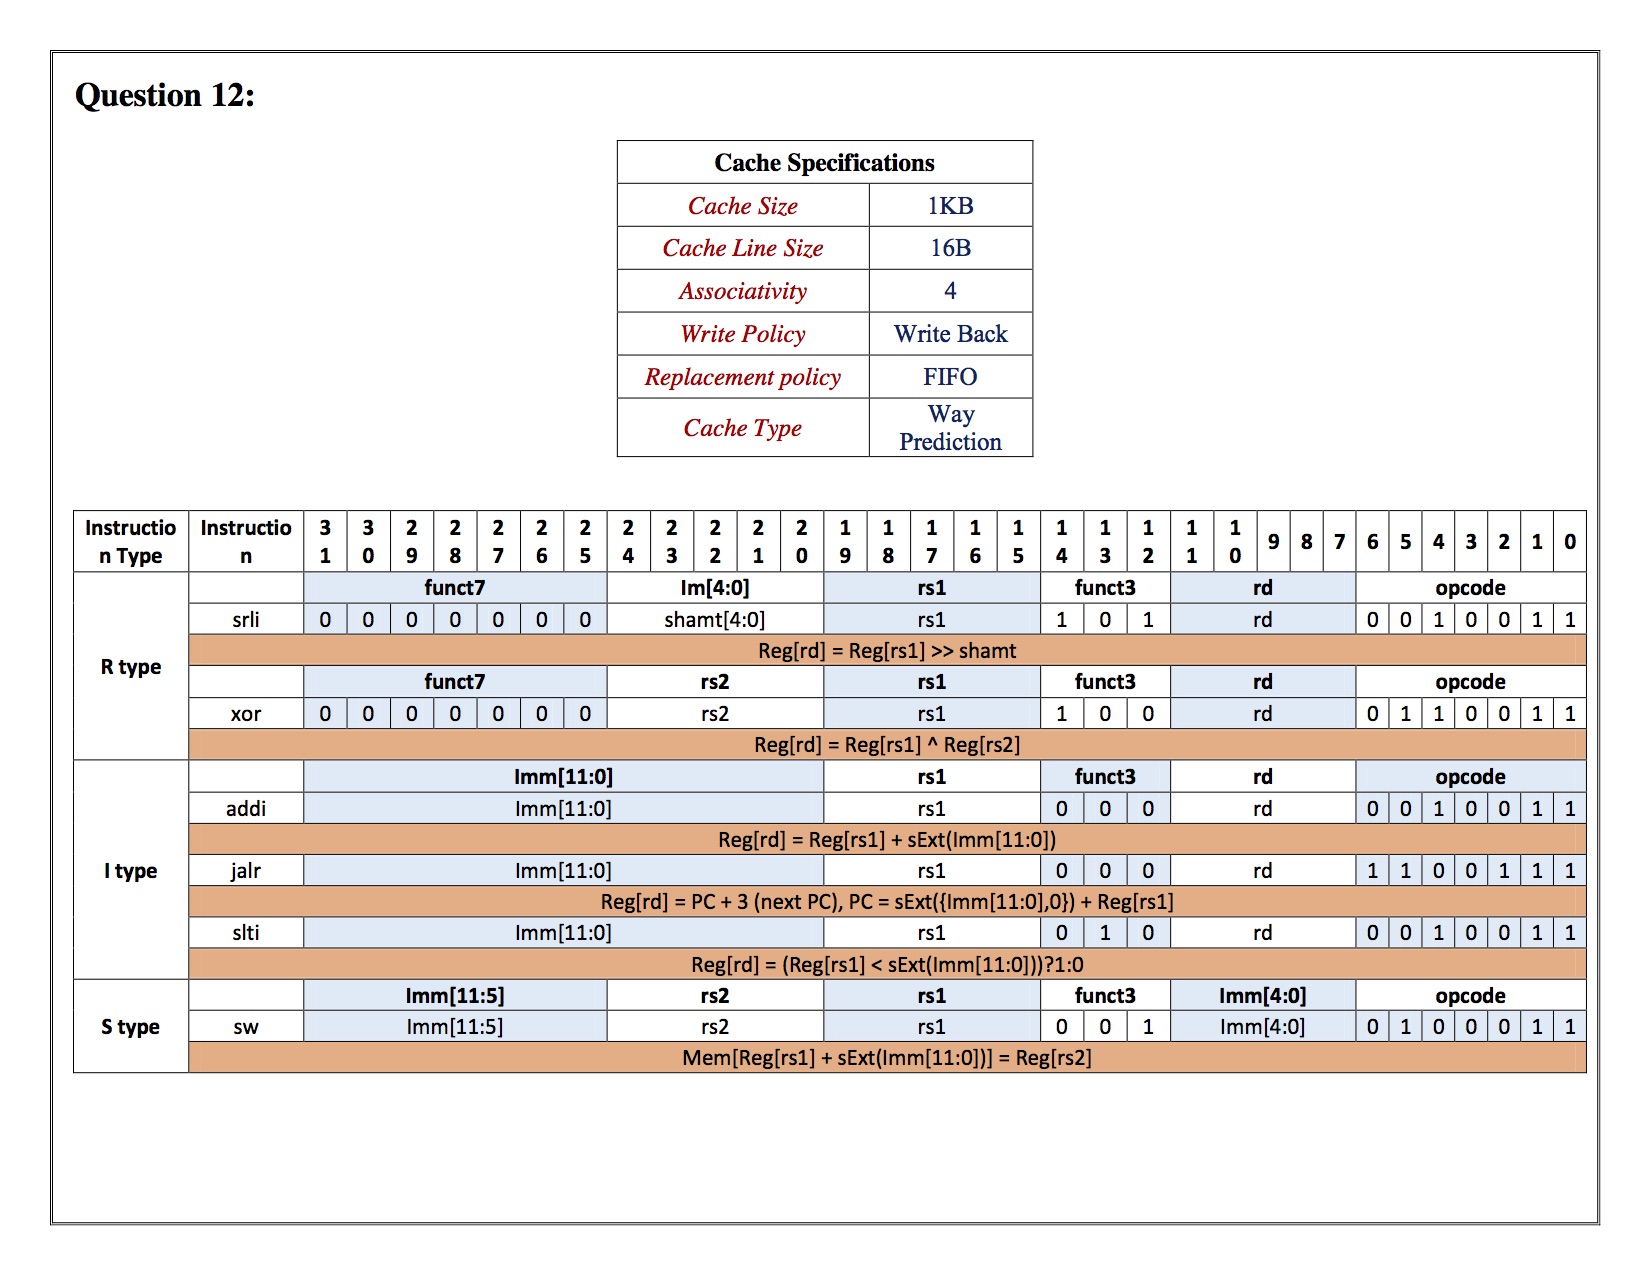 Question 12:
Cache Specifications
Cache Size 1KB
Cache Line Size 16B
Associativity 4
Write Policy Write Back
Replacement policy FIFO
Cache Type Way Prediction
Instructio n Type Instructio n 31 30 29 28 27 26 25 24 23 22 21 20 19 18 17 16 15 14 13 12 11 10 9 8 7 6 5 4 3 2 1 0
R type
funct7 Im[4:0] rs1 funct3 rd opcode
srli 0 0 0 0 0 0 0 shamt[4:0] rs1 1 0 1 rd 0 0 1 0 0 1 1
Reg[rd] = Reg[rs1] >> shamt
funct7 rs2 rs1 funct3 rd opcode
xor 0 0 0 0 0 0 0 rs2 rs1 1 0 0 rd 0 1 1 0 0 1 1
Reg[rd] = Reg[rs1] ^ Reg[rs2]
I type
Imm[11:0] rs1 funct3 rd opcode
addi Imm[11:0] rs1 0 0 0 rd 0 0 1 0 0 1 1
Reg[rd] = Reg[rs1] + sExt(Imm[11:0])
jalr Imm[11:0] rs1 0 0 0 rd 1 1 0 0 1 1 1
Reg[rd] = PC + 3 (next PC), PC = sExt({Imm[11:0],0}) + Reg[rs1]
slti Imm[11:0] rs1 0 1 0 rd 0 0 1 0 0 1 1
Reg[rd] = (Reg[rs1] < sExt(Imm[11:0]))?1:0
S type
Imm[11:5] rs2 rs1 funct3 Imm[4:0] opcode
sw Imm[11:5] rs2 rs1 0 0 1 Imm[4:0] 0 1 0 0 0 1 1
Mem[Reg[rs1] + sExt(Imm[11:0])] = Reg[rs2]